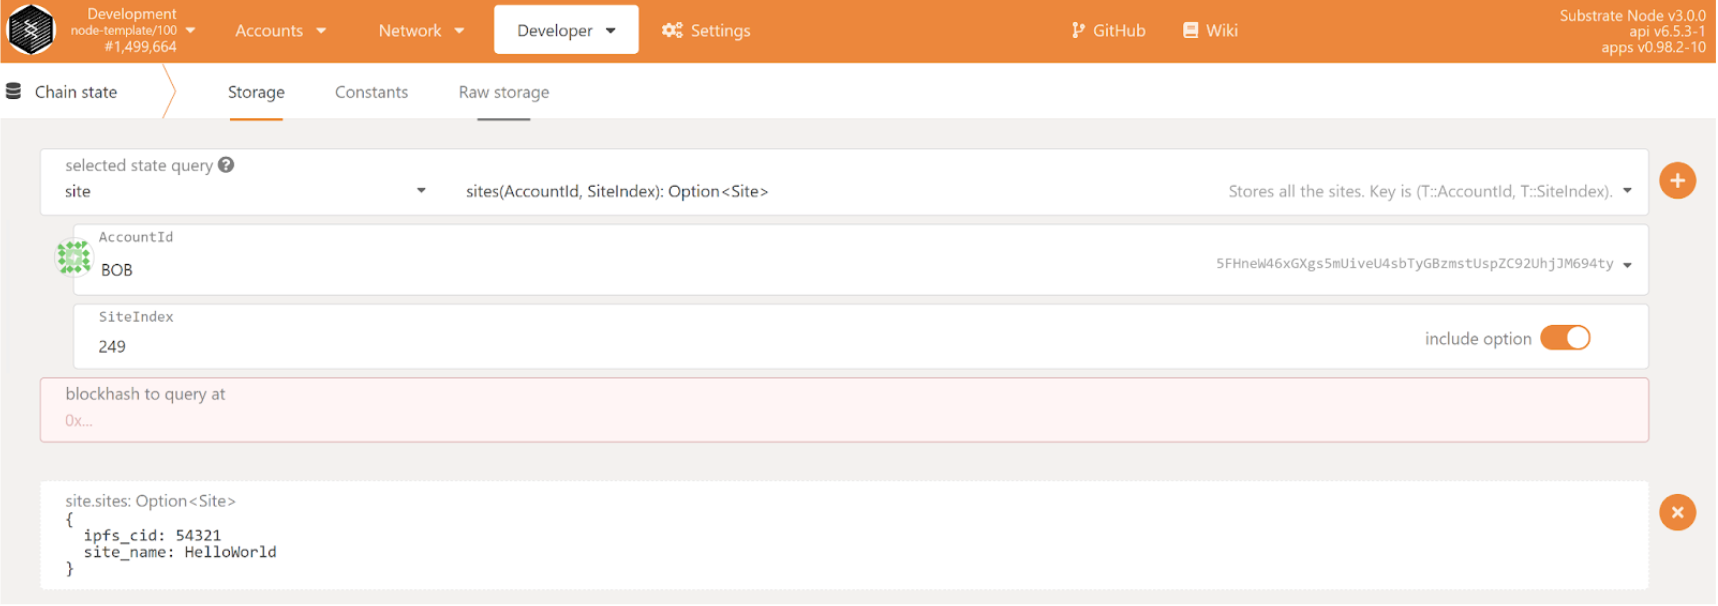 Development
node-template/100
#1,499,664
Accounts
Network
Developer
Settings
GitHub
Wiki
Substrate Node v3.0.0
api v6.5.3-1
apps v0.98.2-10
Chain state
Storage
Constants
Raw storage
selected state query ?
site
sites(AccountId, SiteIndex): Option<Site>
Stores all the sites. Key is (T::AccountId, T::SiteIndex).
AccountId
BOB
5FHneW46xGXgs5mUiveU4sbTyGBzmstUspZC92UhjJM694ty
SiteIndex
249
include option
blockhash to query at
0x...
site.sites: Option<Site>
{
ipfs_cid: 54321
site_name: HelloWorld
}